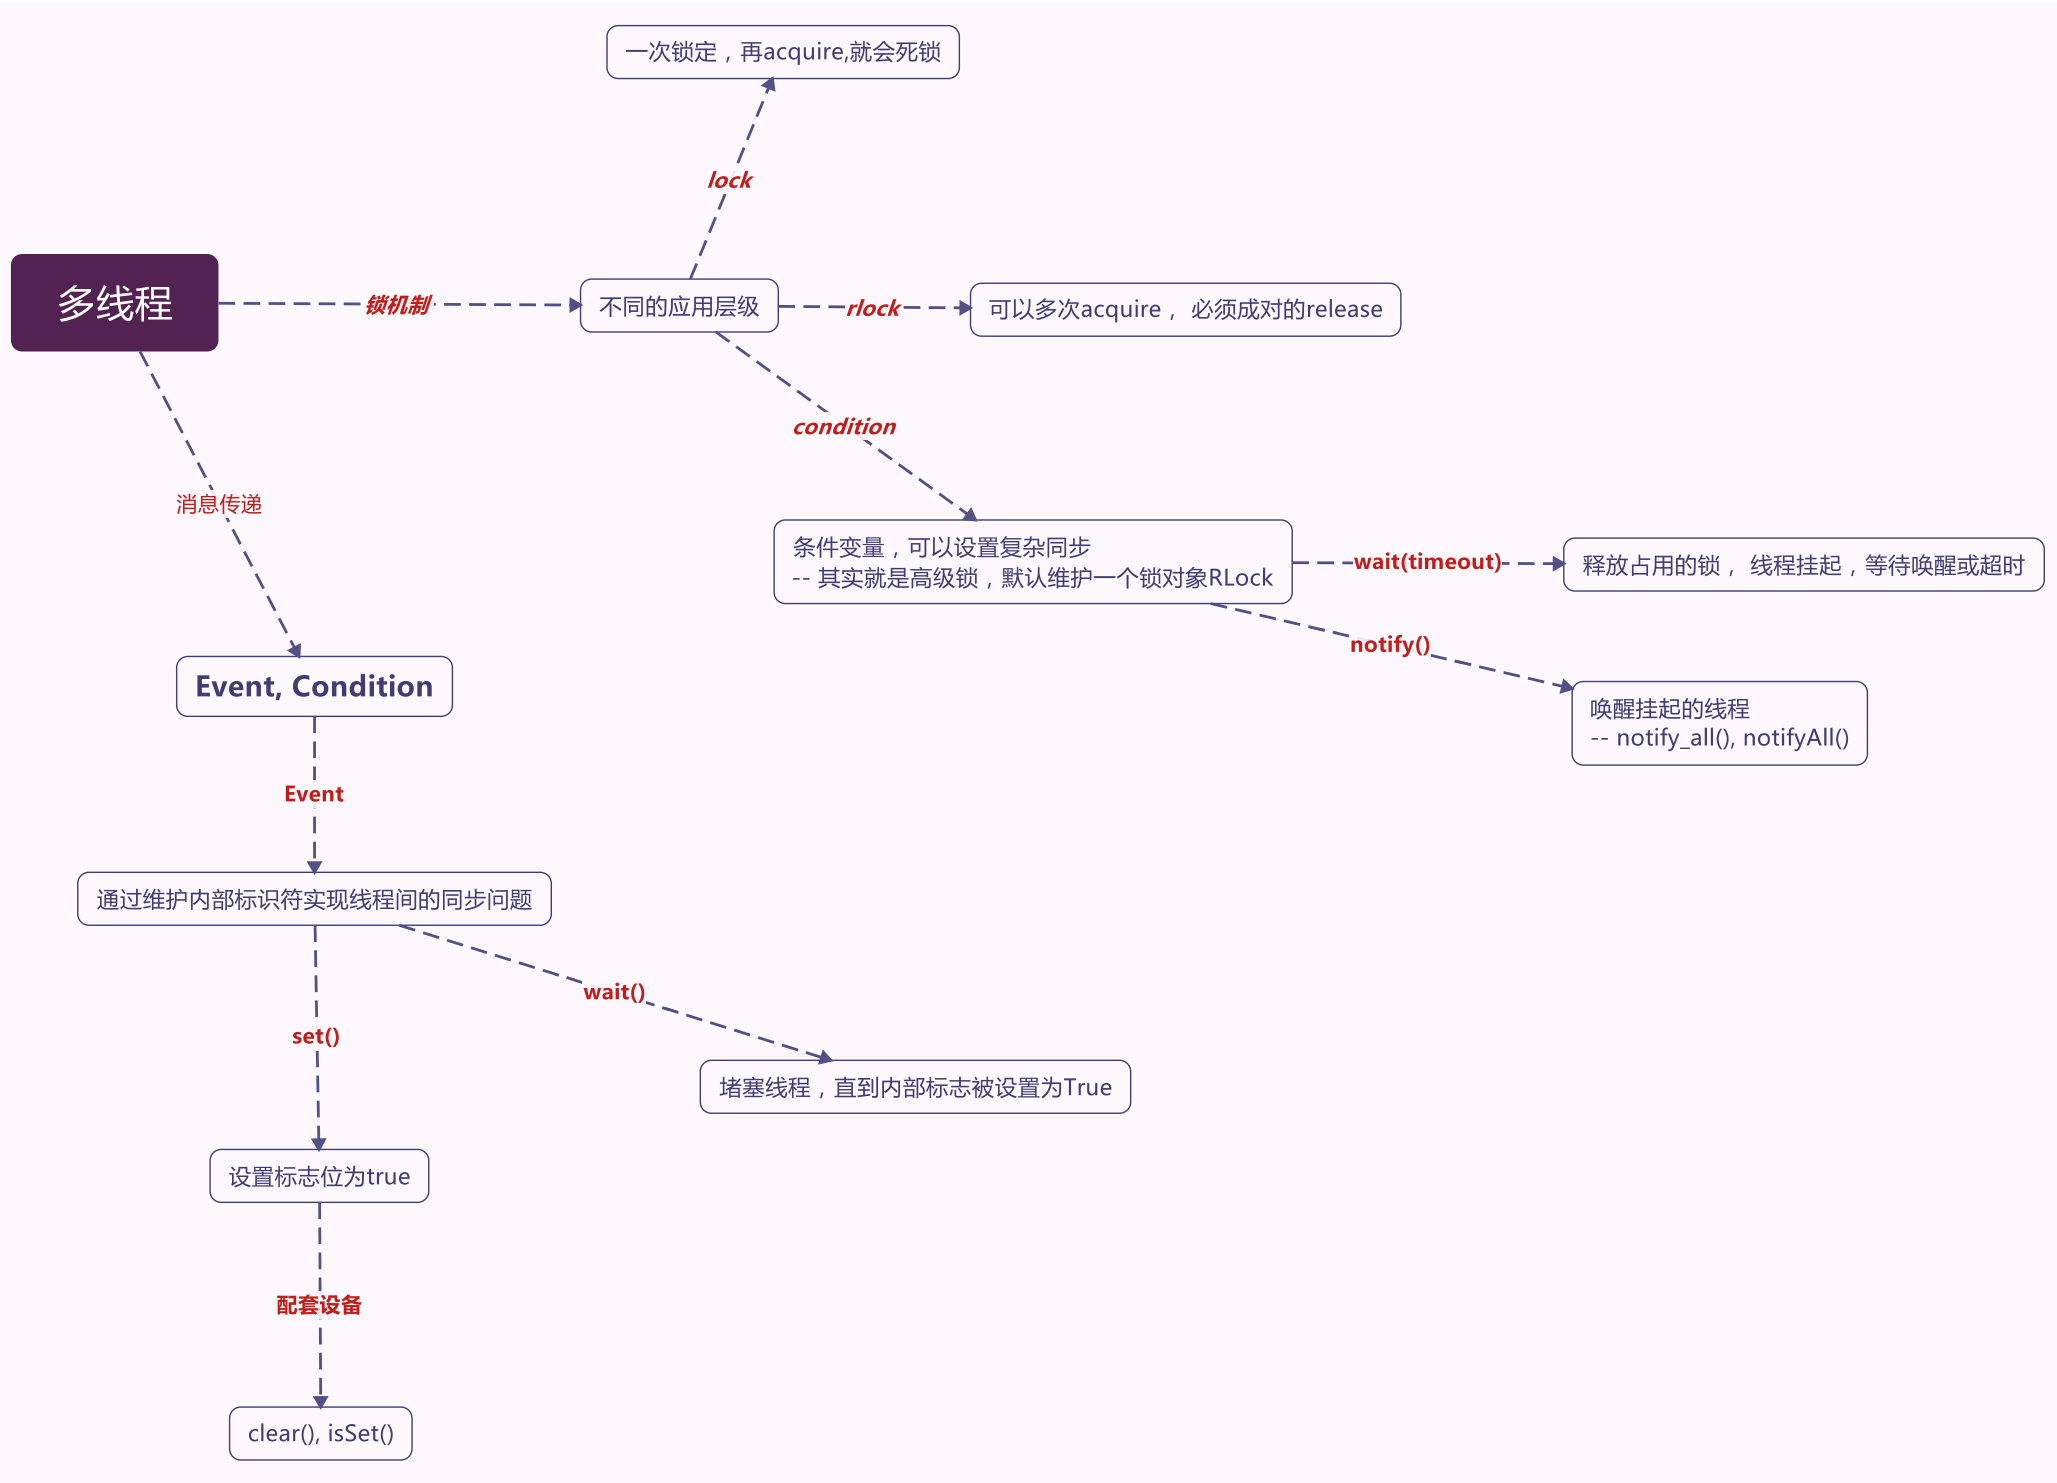 一次锁定，再acquire,就会死锁
lock
多线程
锁机制
不同的应用层级
rlock
可以多次acquire， 必须成对的release
condition
消息传递
条件变量，可以设置复杂同步
-- 其实就是高级锁，默认维护一个锁对象RLock
wait(timeout)
释放占用的锁， 线程挂起，等待唤醒或超时
notify()
唤醒挂起的线程
-- notify_all(), notifyAll()
Event, Condition
Event
通过维护内部标识符实现线程间的同步问题
wait()
set()
堵塞线程，直到内部标志被设置为True
设置标志位为true
配套设备
clear(), isSet()